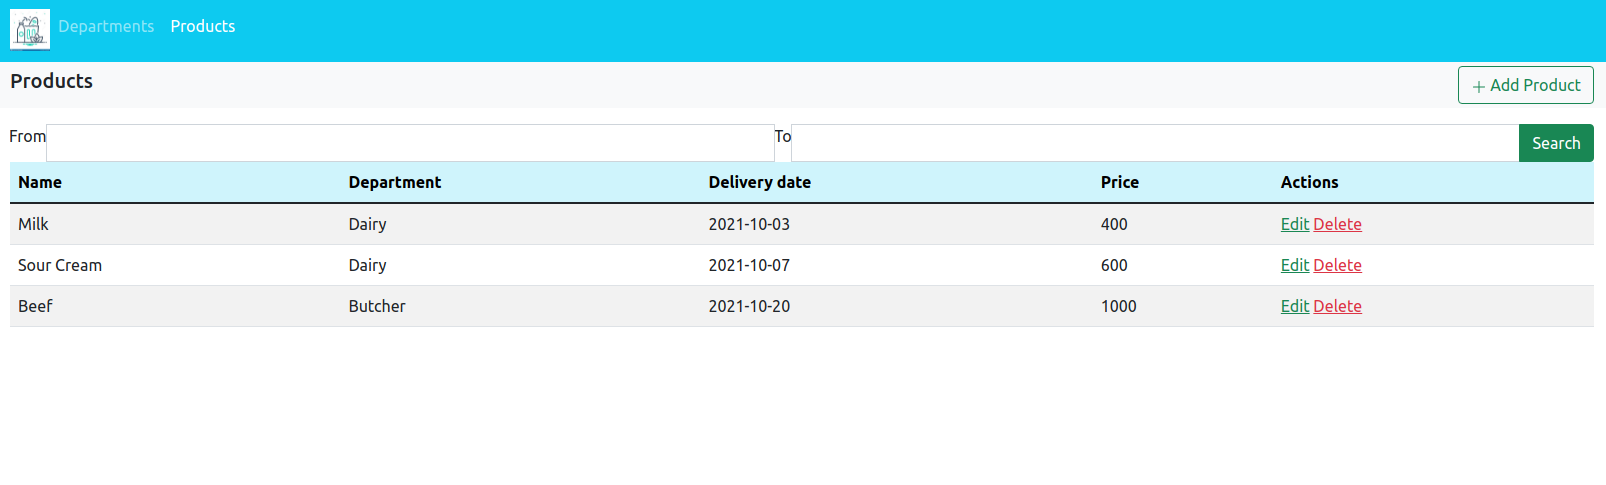 Departments Products
Products
+ Add Product
From To Search
Name Department Delivery date Price Actions
Milk Dairy 2021-10-03 400 Edit Delete
Sour Cream Dairy 2021-10-07 600 Edit Delete
Beef Butcher 2021-10-20 1000 Edit Delete